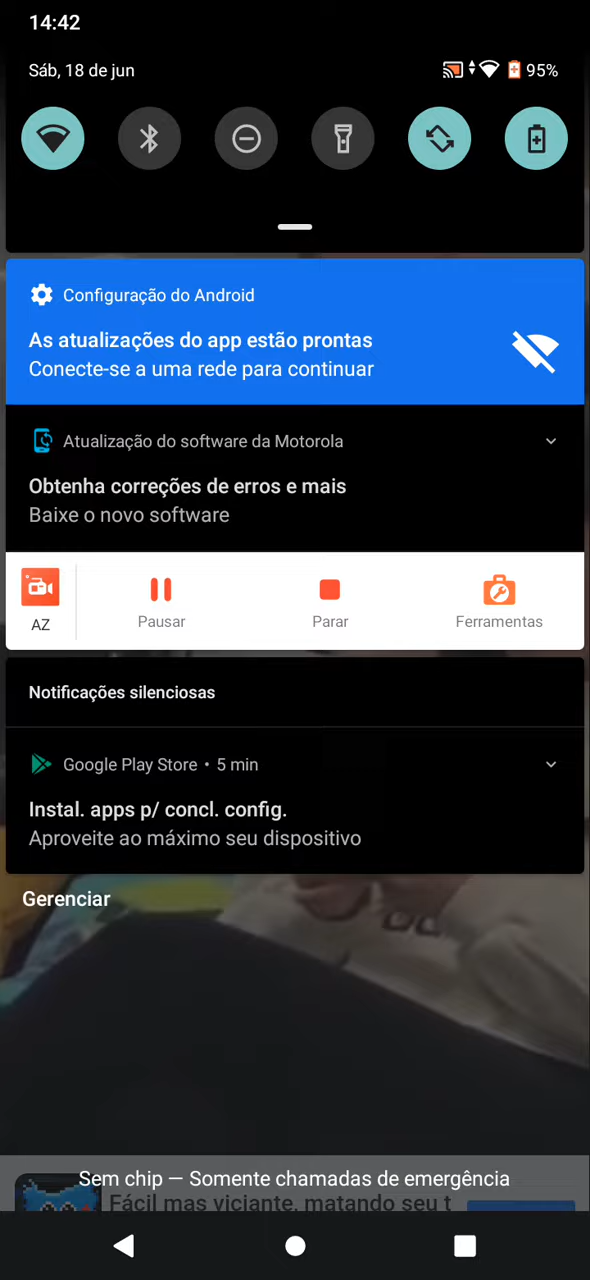 14:42
Sáb, 18 de jun
95%
Configuração do Android
As atualizações do app estão prontas
Conecte-se a uma rede para continuar
Atualização do software da Motorola
Obtenha correções de erros e mais
Baixe o novo software
AZ
Pausar
Parar
Ferramentas
Notificações silenciosas
Google Play Store • 5 min
Instal. apps p/ concl. config.
Aproveite ao máximo seu dispositivo
Gerenciar
Sem chip — Somente chamadas de emergência
Fácil mas viciante, matando seu t